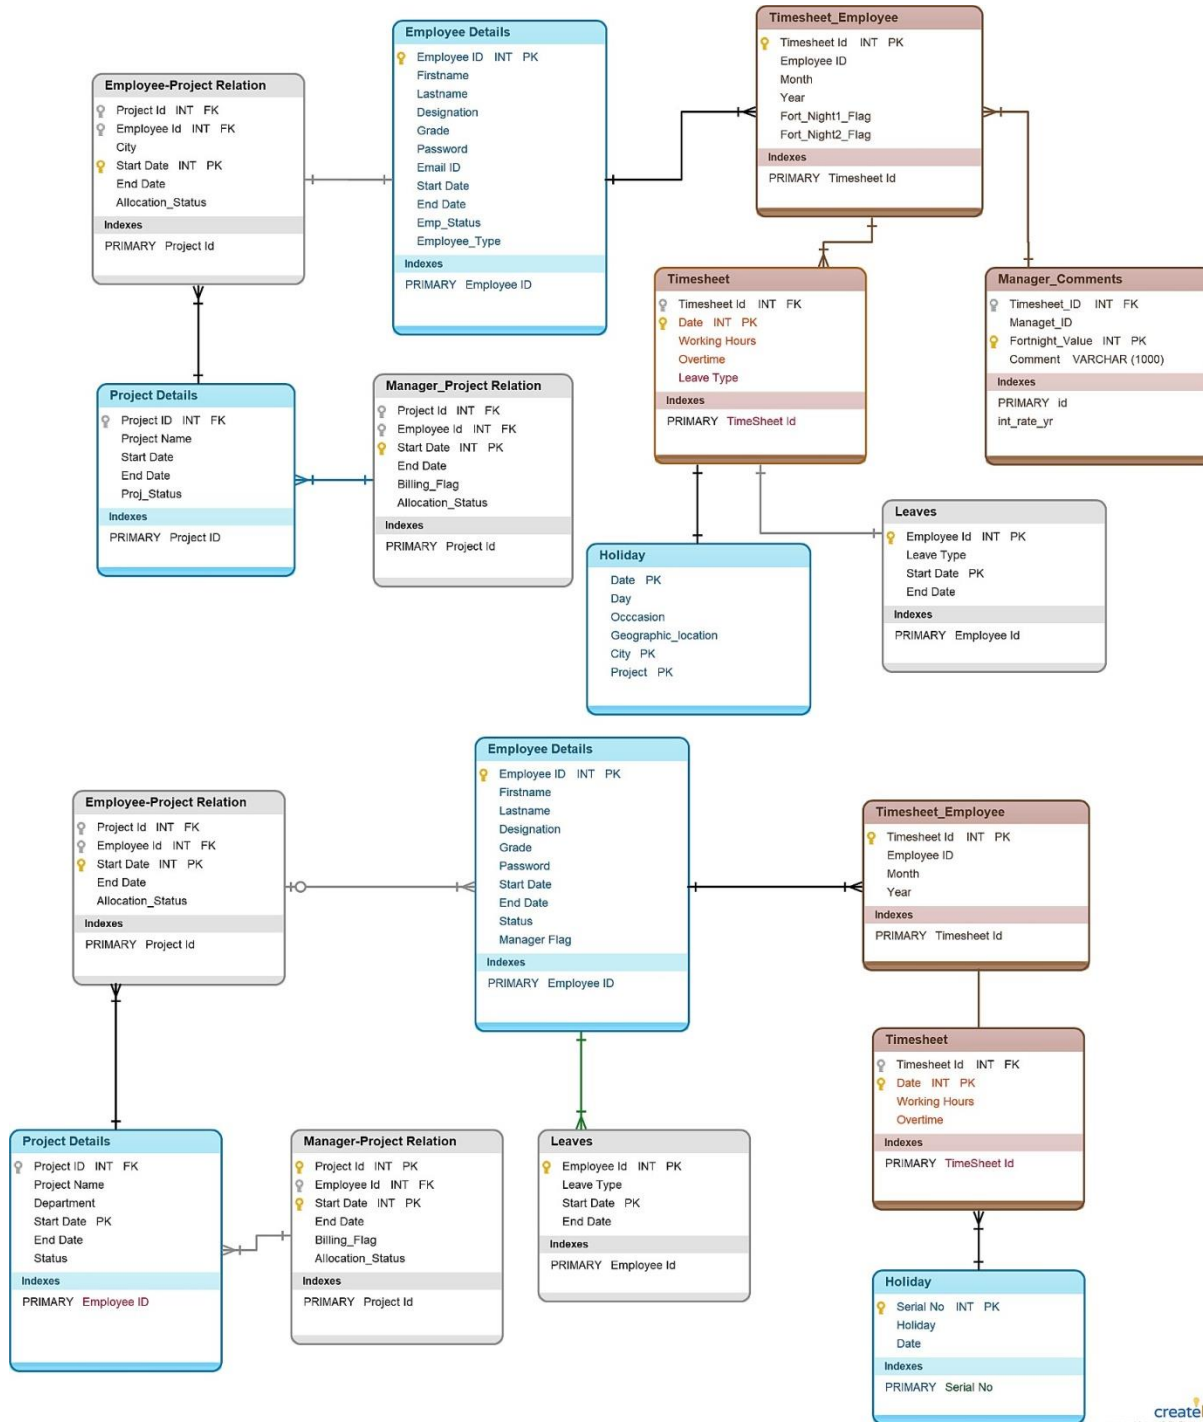 Employee-Project Relation
Project Id INT FK
Employee Id INT FK
City
Start Date INT PK
End Date
Allocation_Status
Indexes
PRIMARY Project Id
Employee Details
Employee ID INT PK
Firstname
Lastname
Designation
Grade
Password
Email ID
Start Date
End Date
Emp_Status
Employee_Type
Indexes
PRIMARY Employee ID
Timesheet_Employee
Timesheet Id INT PK
Employee ID
Month
Year
Fort_Night1_Flag
Fort_Night2_Flag
Indexes
PRIMARY Timesheet Id
Project Details
Project ID INT FK
Project Name
Start Date
End Date
Proj_Status
Indexes
PRIMARY Project ID
Manager_Project Relation
Project Id INT FK
Employee Id INT FK
Start Date INT PK
End Date
Billing_Flag
Allocation_Status
Indexes
PRIMARY Project Id
Timesheet
Timesheet Id INT FK
Date INT PK
Working Hours
Overtime
Leave Type
Indexes
PRIMARY TimeSheet Id
Manager_Comments
Timesheet_ID INT FK
Managet_ID
Fortnight_Value INT PK
Comment VARCHAR (1000)
Indexes
PRIMARY id
int_rate_yr
Holiday
Date PK
Day
Occcasion
Geographic_location
City PK
Project PK
Leaves
Employee Id INT PK
Leave Type
Start Date PK
End Date
Indexes
PRIMARY Employee Id
Employee-Project Relation
Project Id INT FK
Employee Id INT FK
Start Date INT PK
End Date
Allocation_Status
Indexes
PRIMARY Project Id
Employee Details
Employee ID INT PK
Firstname
Lastname
Designation
Grade
Password
Start Date
End Date
Status
Manager Flag
Indexes
PRIMARY Employee ID
Timesheet_Employee
Timesheet Id INT PK
Employee ID
Month
Year
Indexes
PRIMARY Timesheet Id
Timesheet
Timesheet Id INT FK
Date INT PK
Working Hours
Overtime
Indexes
PRIMARY TimeSheet Id
Project Details
Project ID INT FK
Project Name
Department
Start Date PK
End Date
Status
Indexes
PRIMARY Employee ID
Manager-Project Relation
Project Id INT PK
Employee Id INT FK
Start Date INT PK
End Date
Billing_Flag
Allocation_Status
Indexes
PRIMARY Project Id
Leaves
Employee Id INT PK
Leave Type
Start Date PK
End Date
Indexes
PRIMARY Employee Id
Holiday
Serial No INT PK
Holiday
Date
Indexes
PRIMARY Serial No